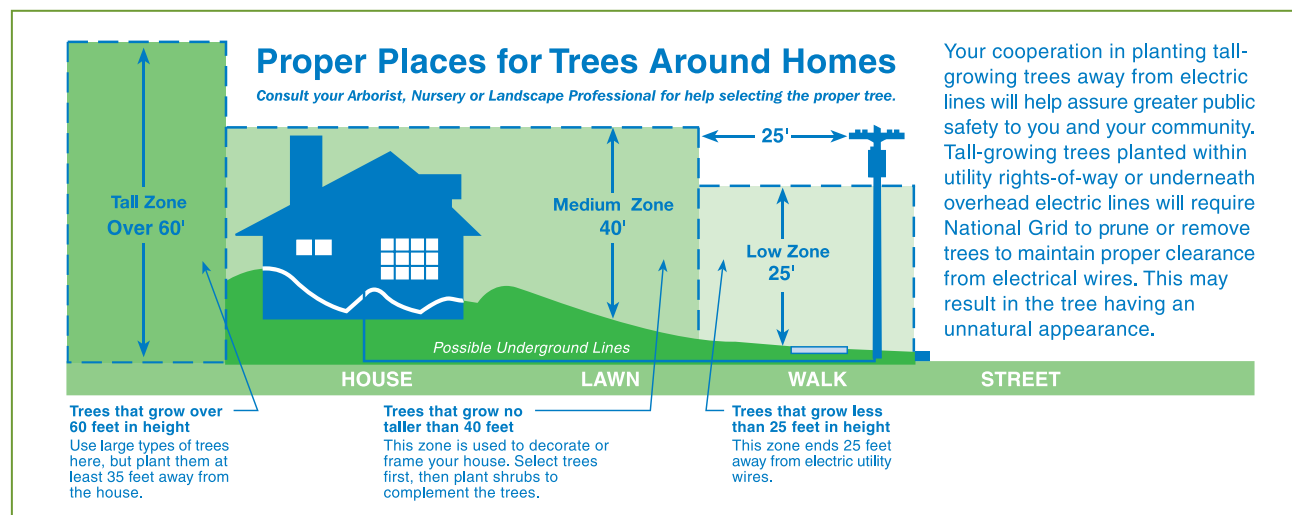 Proper Places for Trees Around Homes
Consult your Arborist, Nursery or Landscape Professional for help selecting the proper tree.
Tall Zone
Over 60'
Medium Zone
40'
25'
Low Zone
25'
Possible Underground Lines
HOUSE
LAWN
WALK
STREET
Trees that grow over
60 feet in height
Use large types of trees
here, but plant them at
least 35 feet away from
the house.
Trees that grow no
taller than 40 feet
This zone is used to decorate or
frame your house. Select trees
first, then plant shrubs to
complement the trees.
Trees that grow less
than 25 feet in height
This zone ends 25 feet
away from electric utility
wires.
Your cooperation in planting tall-
growing trees away from electric
lines will help assure greater public
safety to you and your community.
Tall-growing trees planted within
utility rights-of-way or underneath
overhead electric lines will require
National Grid to prune or remove
trees to maintain proper clearance
from electrical wires. This may
result in the tree having an
unnatural appearance.